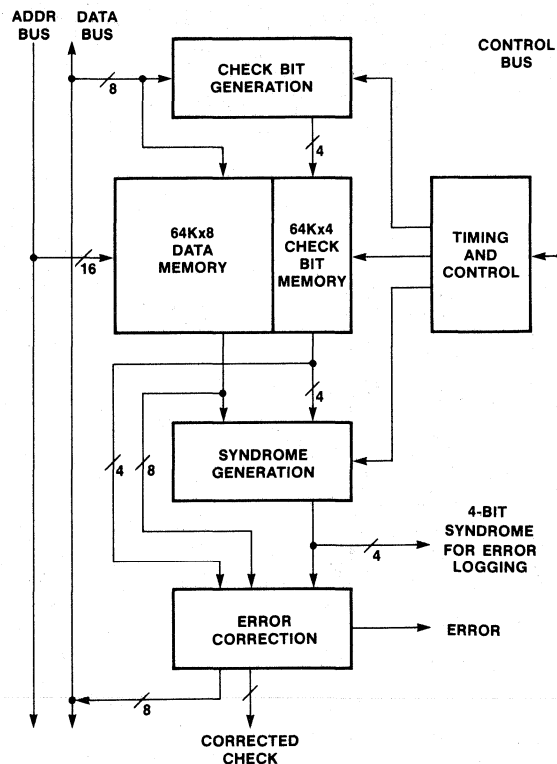 ADDR
BUS
DATA
BUS
CONTROL
BUS
CHECK BIT
GENERATION
8
4
64Kx8
DATA
MEMORY
64Kx4
CHECK
BIT
MEMORY
TIMING
AND
CONTROL
16
4
4
8
SYNDROME
GENERATION
4-BIT
SYNDROME
FOR ERROR
LOGGING
4
ERROR
CORRECTION
ERROR
8
CORRECTED
CHECK